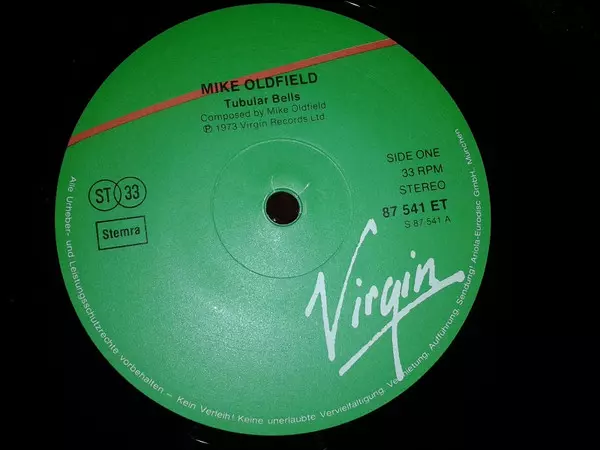 MIKE OLDFIELD
Tubular Bells
Composed by Mike Oldfield
℗ 1973 Virgin Records Ltd
SIDE ONE
33 RPM
STEREO
87 541 ET
S 87 541 A
ST 33
Stemra
Virgin
Alle Urheber- und Leistungsschutzrechte vorbehalten – Kein Verleih! Keine unerlaubte Vervielfältigung, Vermietung, Aufführung, Sendung! Ariola-Eurodisc GmbH, München